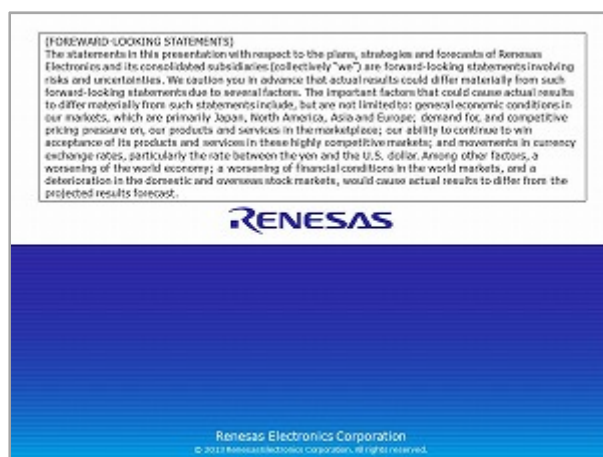 (FOREWARD-LOOKING STATEMENTS)
The statements in this presentation with respect to the plans, strategies and forecasts of Renesas
Electronics and its consolidated subsidiaries (collectively "we") are forward-looking statements involving
risks and uncertainties. We caution you in advance that actual results could differ materially from such
forward-looking statements due to several factors. The important factors that could cause actual results
to differ materially from such statements include, but are not limited to: general economic conditions in
our markets, which are primarily Japan, North America, Asia and Europe; demand for, and competitive
pricing pressure on, our products and services in the marketplace; our ability to continue to win
acceptance of its products and services in these highly competitive markets; and movements in currency
exchange rates, particularly the rate between the yen and the U.S. dollar. Among other factors, a
worsening of the world economy; a worsening of financial conditions in the world markets, and a
deterioration in the domestic and overseas stock markets, would cause actual results to differ from the
projected results forecast.
RENESAS
Renesas Electronics Corporation
© 2013 Renesas Electronics Corporation. All rights reserved.